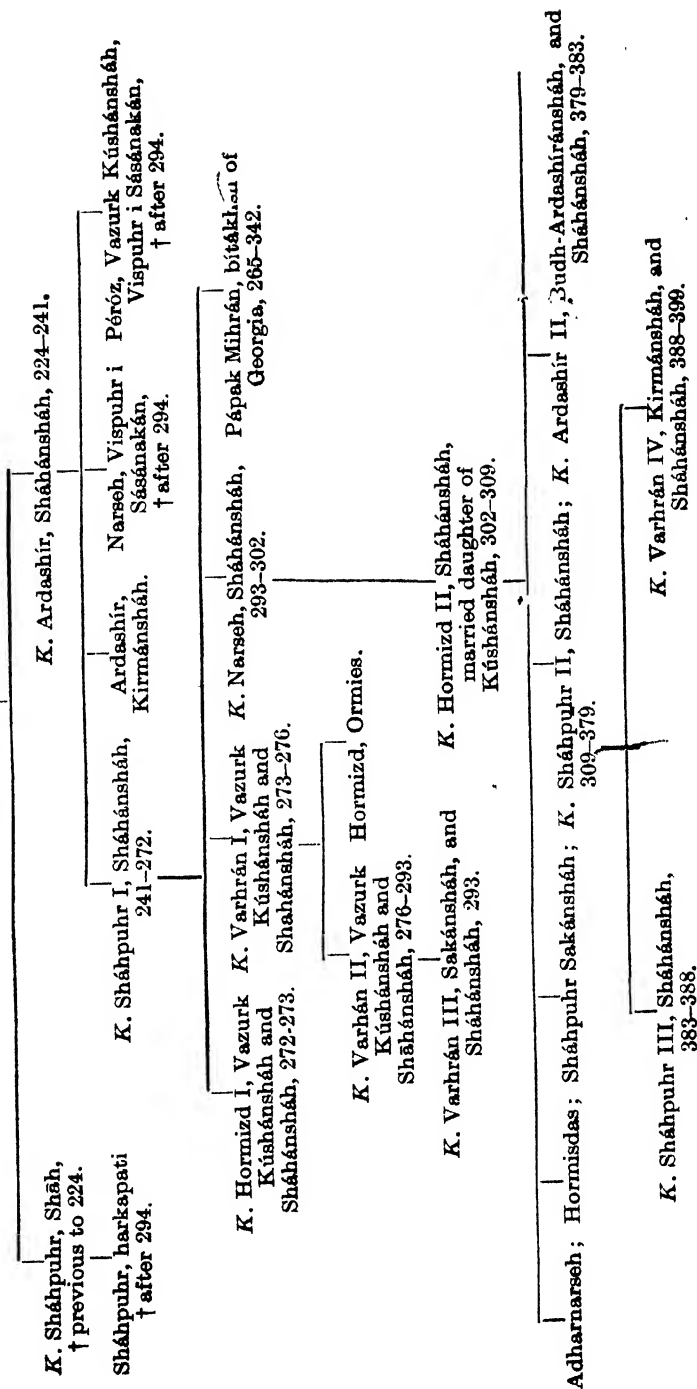 K. Sháhpuhr, Sháh,
† previous to 224.
Sháhpuhr, harkapati
† after 294.
K. Ardashír, Sháhánsháh, 224–241.
K. Sháhpuhr I, Sháhánsháh,
241–272.
Ardashír,
Kirmánsháh.
Narseh, Vispuhr i
Sásánakán,
† after 294.
Péróz, Vazurk Kúshánsháh,
Vispuhr i Sásánakán,
† after 294.
K. Hormizd I, Vazurk
Kúshánsháh and
Sháhánsháh, 272-273.
K. Varhrán I, Vazurk
Kúshánsháh and
Shahánsháh, 273–276.
K. Narseh, Sháhánsháh,
293–302.
Pápak Mihrán, bítákhau of
Georgia, 265–342.
K. Varhán II, Vazurk
Kúshánsháh and
Sháhánsháh, 276-293.
Hormizd, Ormies.
K. Varhrán III, Sakánsháh, and
Sháhánsháh, 293.
K. Hormizd II, Sháhánsháh,
married daughter of
Kúshánsháh, 302–309.
Adharnarseh; Hormisdas; Sháhpuhr Sakánsháh; K. Sháhpuhr II, Sháhánsháh; K. Ardashír II, Budh-Ardashíránsháh, and
309–379.
Sháhánsháh, 379–383.
K. Sháhpuhr III, Sháhánsháh,
383–388.
K. Varhrán IV, Kirmánsháh, and
Sháhánsháh, 388–399.